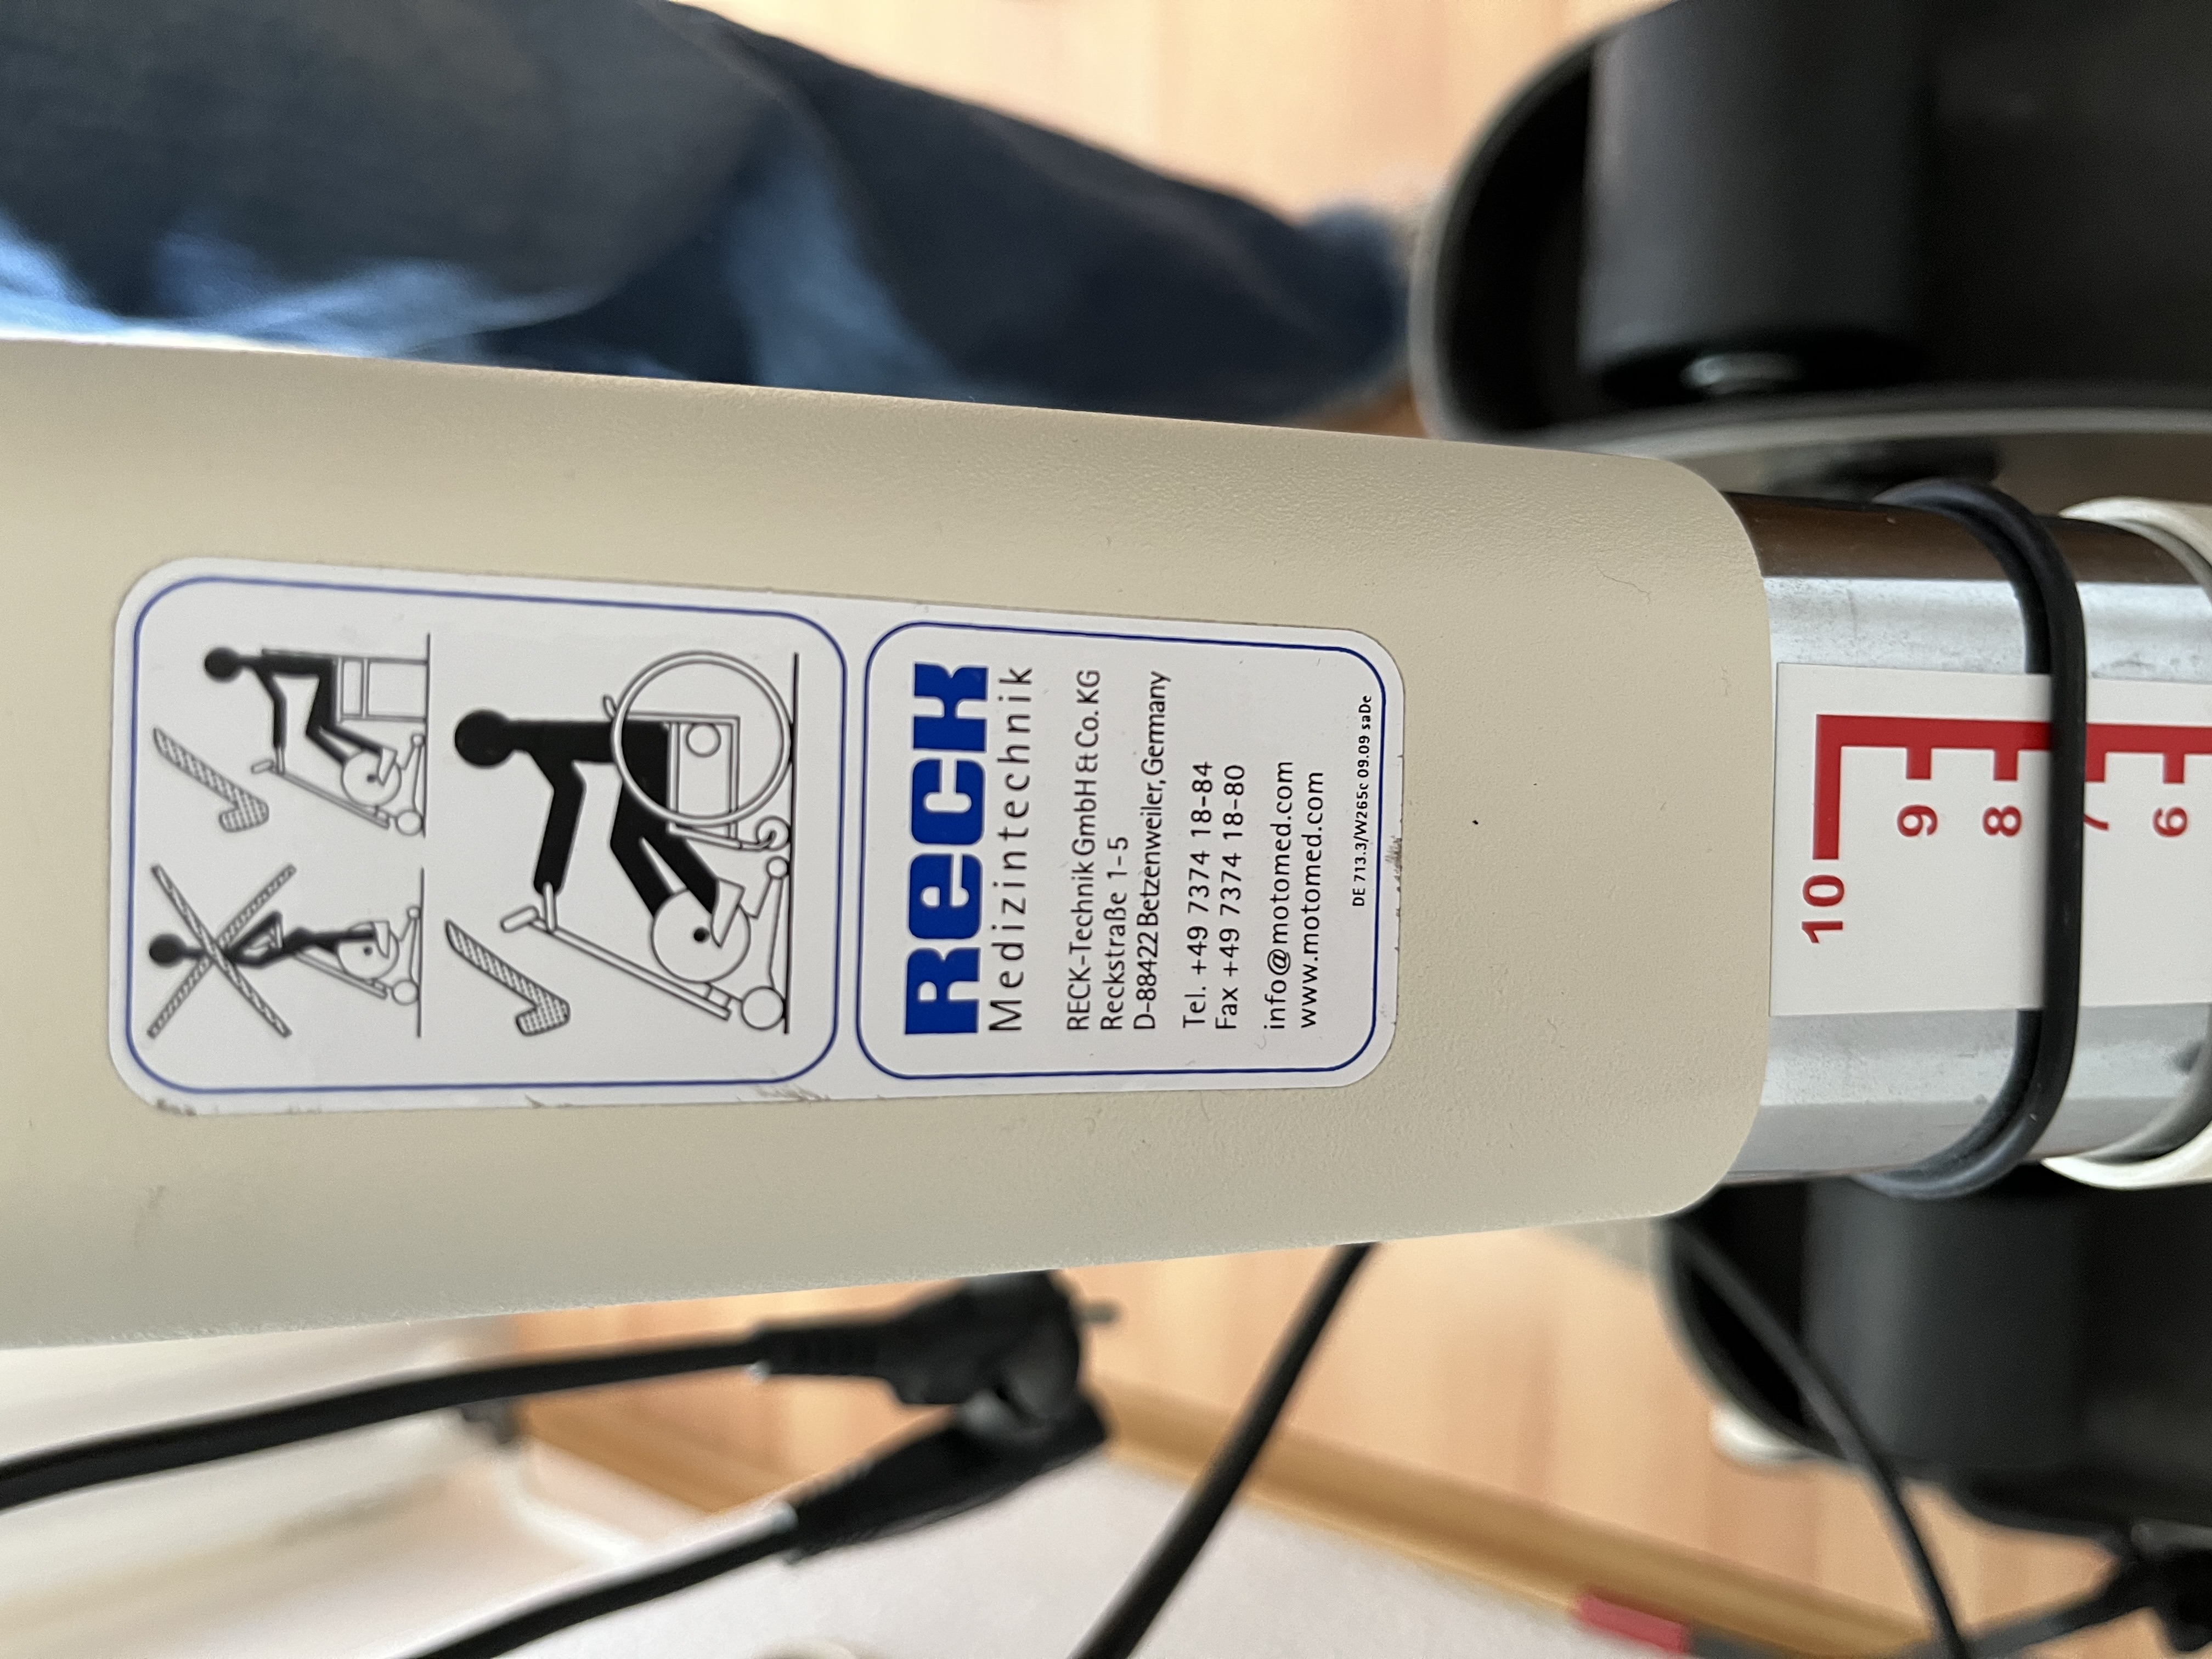 Reck
Medizintechnik
RECK-Technik GmbH & Co. KG
Reckstraße 1-5
D-88422 Betzenweiler, Germany
Tel. +49 7374 18-84
Fax +49 7374 18-80
info@motomed.com
www.motomed.com
DE 713.3/W265c 09.09 saDe
10
9
8
7
6